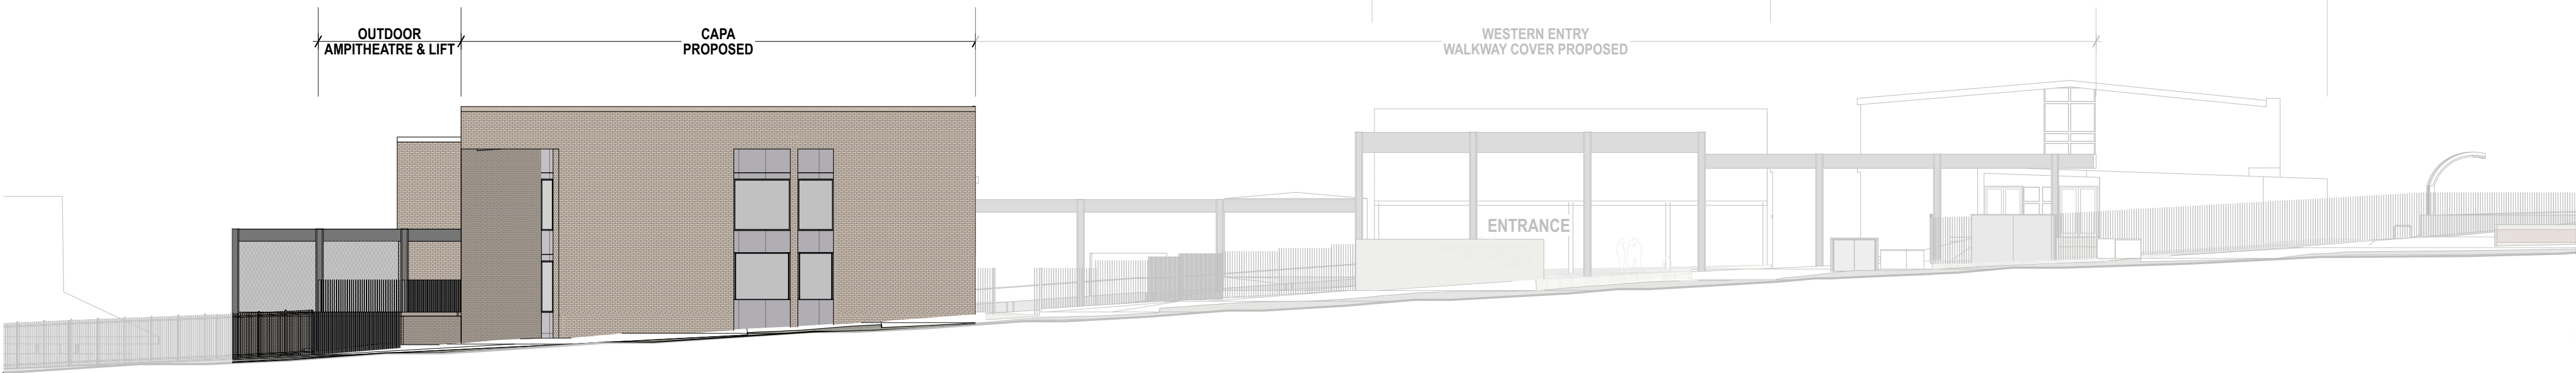 OUTDOOR
AMPITHEATRE & LIFT
CAPA
PROPOSED
WESTERN ENTRY
WALKWAY COVER PROPOSED
ENTRANCE